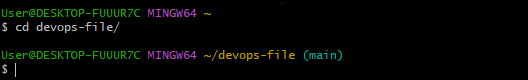 User@DESKTOP-FUUUR7C MINGW64 ~
$ cd devops-file/
User@DESKTOP-FUUUR7C MINGW64 ~/devops-file (main)
$